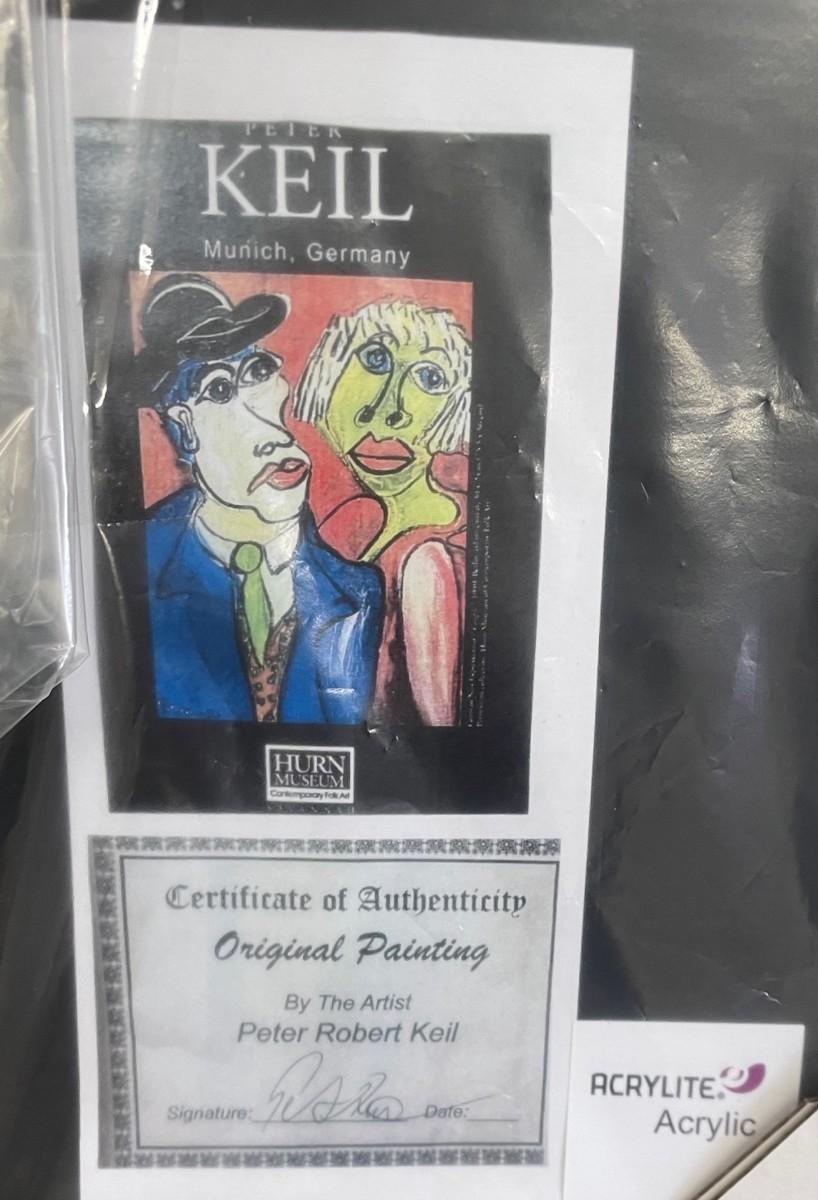 PETER
KEIL
Munich, Germany
HURN
MUSEUM
Contemporary Folk Art
Certificate of Authenticity
Original Painting
By The Artist
Peter Robert Keil
Signature: Date:
ACRYLITE®
Acrylic